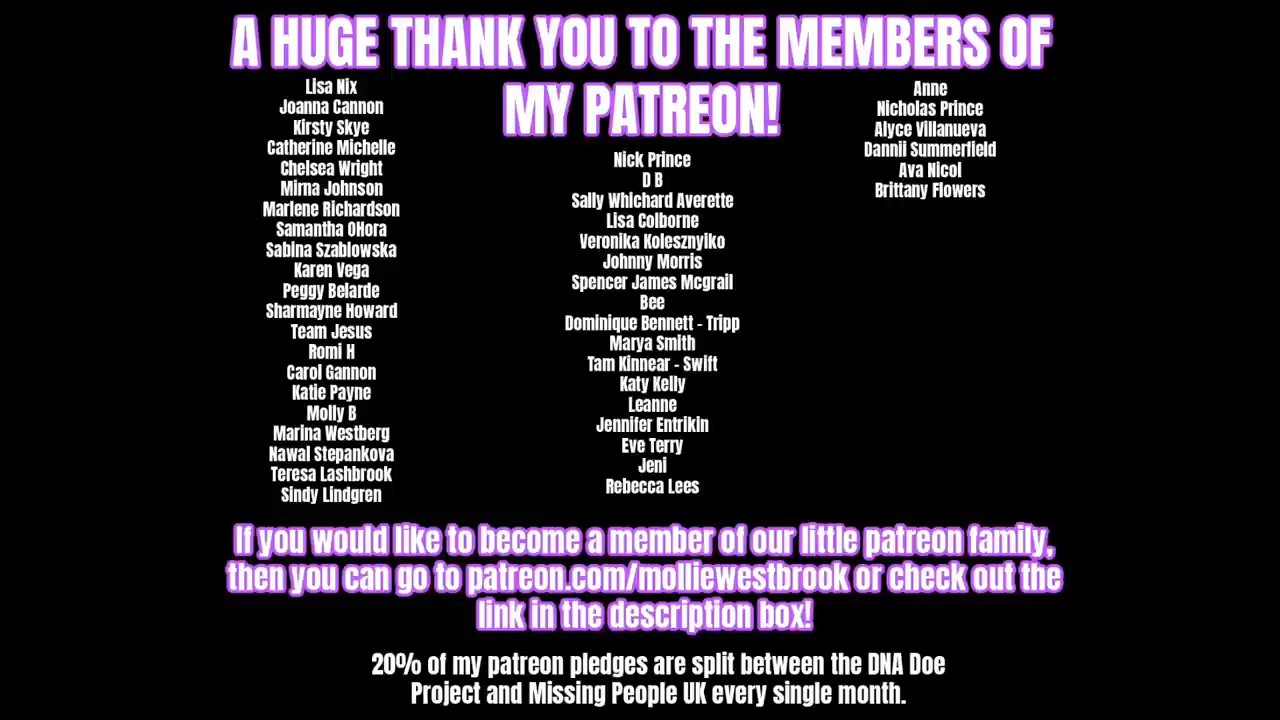 A HUGE THANK YOU TO THE MEMBERS OF
MY PATREON!
Lisa Nix
Joanna Cannon
Kirsty Skye
Catherine Michelle
Chelsea Wright
Mirna Johnson
Marlene Richardson
Samantha OHora
Sabina Szablowska
Karen Vega
Peggy Belarde
Sharmayne Howard
Team Jesus
Romi H
Carol Gannon
Katie Payne
Molly B
Marina Westberg
Nawal Stepankova
Teresa Lashbrook
Sindy Lindgren
Nick Prince
D B
Sally Whichard Averette
Lisa Colborne
Veronika Kolesznyiko
Johnny Morris
Spencer James Mcgrail
Bee
Dominique Bennett - Tripp
Marya Smith
Tam Kinnear - Swift
Katy Kelly
Leanne
Jennifer Entrikin
Eve Terry
Jeni
Rebecca Lees
Anne
Nicholas Prince
Alyce Villanueva
Dannii Summerfield
Ava Nicol
Brittany Flowers
If you would like to become a member of our little patreon family,
then you can go to patreon.com/molliewestbrook or check out the
link in the description box!
20% of my patreon pledges are split between the DNA Doe
Project and Missing People UK every single month.